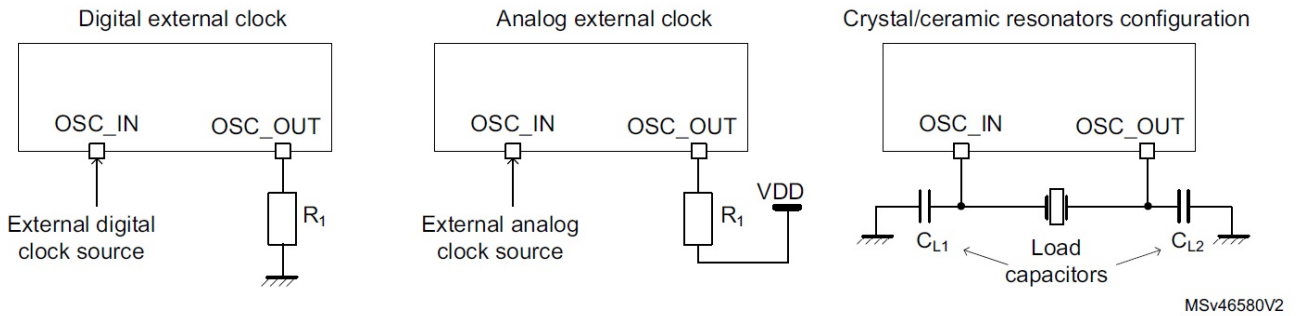 Digital external clock
OSC_IN
OSC_OUT
External digital
clock source
R1
Analog external clock
OSC_IN
OSC_OUT
External analog
clock source
R1
VDD
Crystal/ceramic resonators configuration
OSC_IN
OSC_OUT
CL1
Load
capacitors
CL2
MSv46580V2